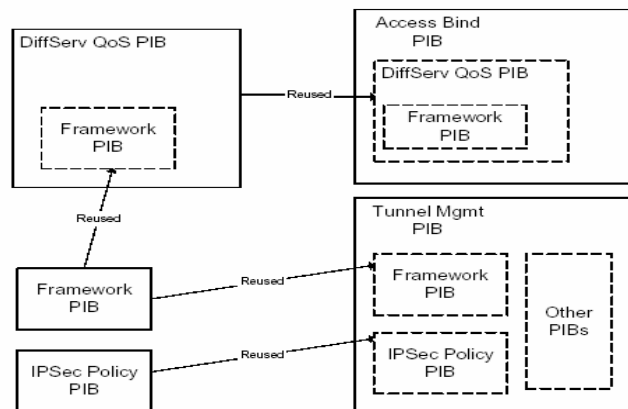 DiffServ QoS PIB
Framework
PIB
Reused
Framework
PIB
IPSec Policy
PIB
Reused
Reused
Reused
Access Bind
PIB
DiffServ QoS PIB
Framework
PIB
Tunnel Mgmt
PIB
Framework
PIB
IPSec Policy
PIB
Other
PIBs